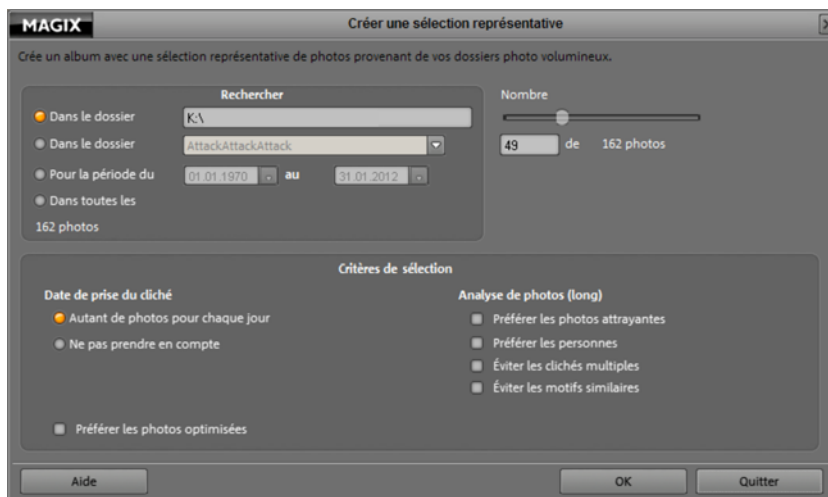 MAGIX
Créer une sélection représentative
Crée un album avec une sélection représentative de photos provenant de vos dossiers photo volumineux.
Rechercher
Dans le dossier K:\
Dans le dossier AttackAttackAttack
Pour la période du 01.01.1970 au 31.01.2012
Dans toutes les
162 photos
Nombre
49 de 162 photos
Critères de sélection
Date de prise du cliché
Autant de photos pour chaque jour
Ne pas prendre en compte
Préférer les photos optimisées
Analyse de photos (long)
Préférer les photos attrayantes
Préférer les personnes
Éviter les clichés multiples
Éviter les motifs similaires
Aide
OK
Quitter